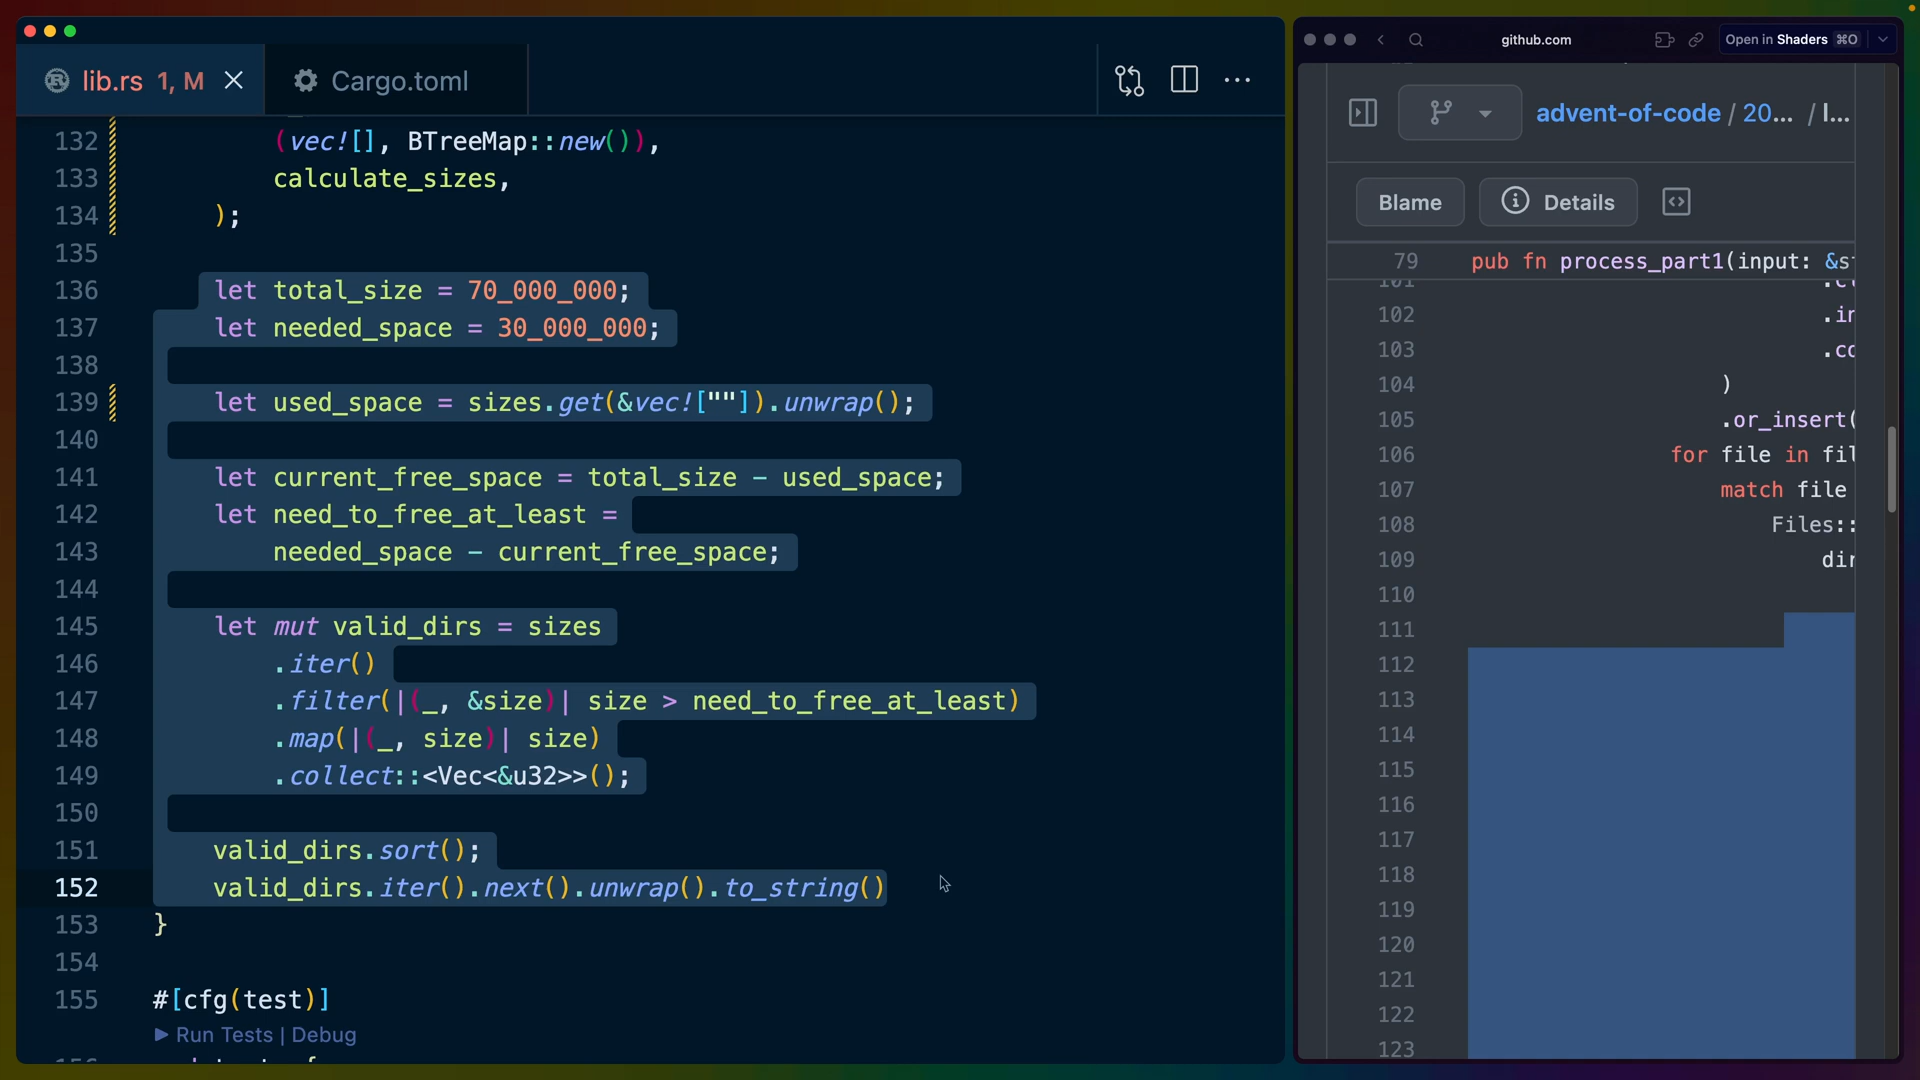 lib.rs 1, M
Cargo.toml
132 (vec![], BTreeMap::new()),
133 calculate_sizes,
134 );
135
136 let total_size = 70_000_000;
137 let needed_space = 30_000_000;
138
139 let used_space = sizes.get(&vec![""]).unwrap();
140
141 let current_free_space = total_size - used_space;
142 let need_to_free_at_least =
143 needed_space - current_free_space;
144
145 let mut valid_dirs = sizes
146 .iter()
147 .filter(|(_, &size)| size > need_to_free_at_least)
148 .map(|(_, size)| size)
149 .collect::<Vec<&u32>>();
150
151 valid_dirs.sort();
152 valid_dirs.iter().next().unwrap().to_string()
153 }
154
155 #[cfg(test)]
▶ Run Tests | Debug
github.com
Open in Shaders ⌘O
advent-of-code / 20... / l...
Blame
Details
79 pub fn process_part1(input: &s
102 .in
103 .co
104 )
105 .or_insert(
106 for file in fil
107 match file
108 Files::
109 dir
110
111
112
113
114
115
116
117
118
119
120
121
122
123